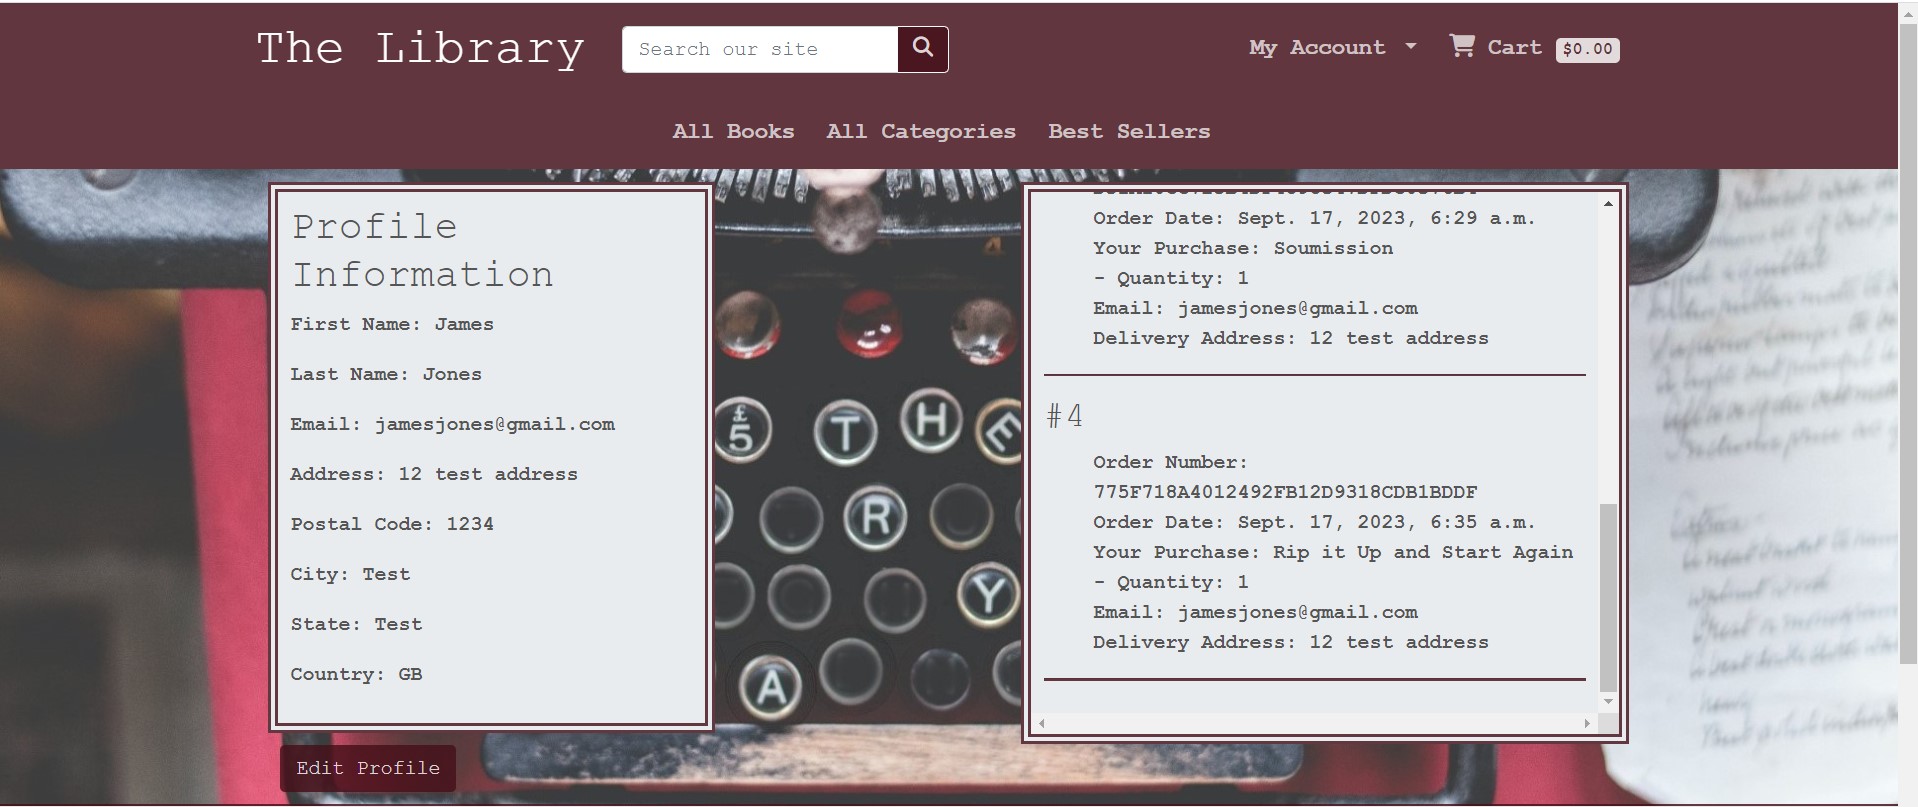 The Library
Search our site
My Account
Cart $0.00
All Books All Categories Best Sellers
Profile
Information
First Name: James
Last Name: Jones
Email: jamesjones@gmail.com
Address: 12 test address
Postal Code: 1234
City: Test
State: Test
Country: GB
Edit Profile
£
5
T H E
R
Y
A
Order Date: Sept. 17, 2023, 6:29 a.m.
Your Purchase: Soumission
- Quantity: 1
Email: jamesjones@gmail.com
Delivery Address: 12 test address
#4
Order Number:
775F718A4012492FB12D9318CDB1BDDF
Order Date: Sept. 17, 2023, 6:35 a.m.
Your Purchase: Rip it Up and Start Again
- Quantity: 1
Email: jamesjones@gmail.com
Delivery Address: 12 test address